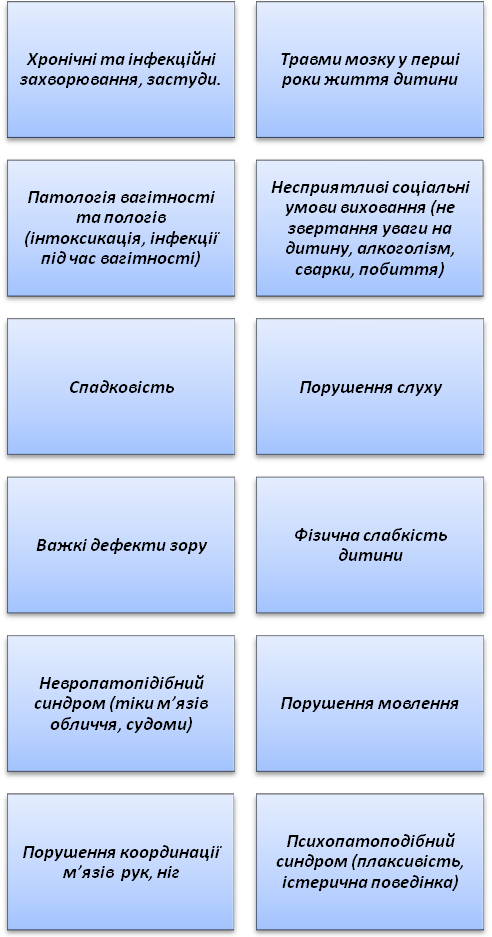 Хронічні та інфекційні
захворювання, застуди.
Травми мозку у перші
роки життя дитини
Патологія вагітності
та пологів
(інтоксикація, інфекції
під час вагітності)
Несприятливі соціальні
умови виховання (не
звертання уваги на
дитину, алкоголізм,
сварки, побиття)
Спадковість
Порушення слуху
Важкі дефекти зору
Фізична слабкість
дитини
Невропатопідібний
синдром (тіки м’язів
обличчя, судоми)
Порушення мовлення
Порушення координації
м’язів рук, ніг
Психопатоподібний
синдром (плаксивість,
істерична поведінка)